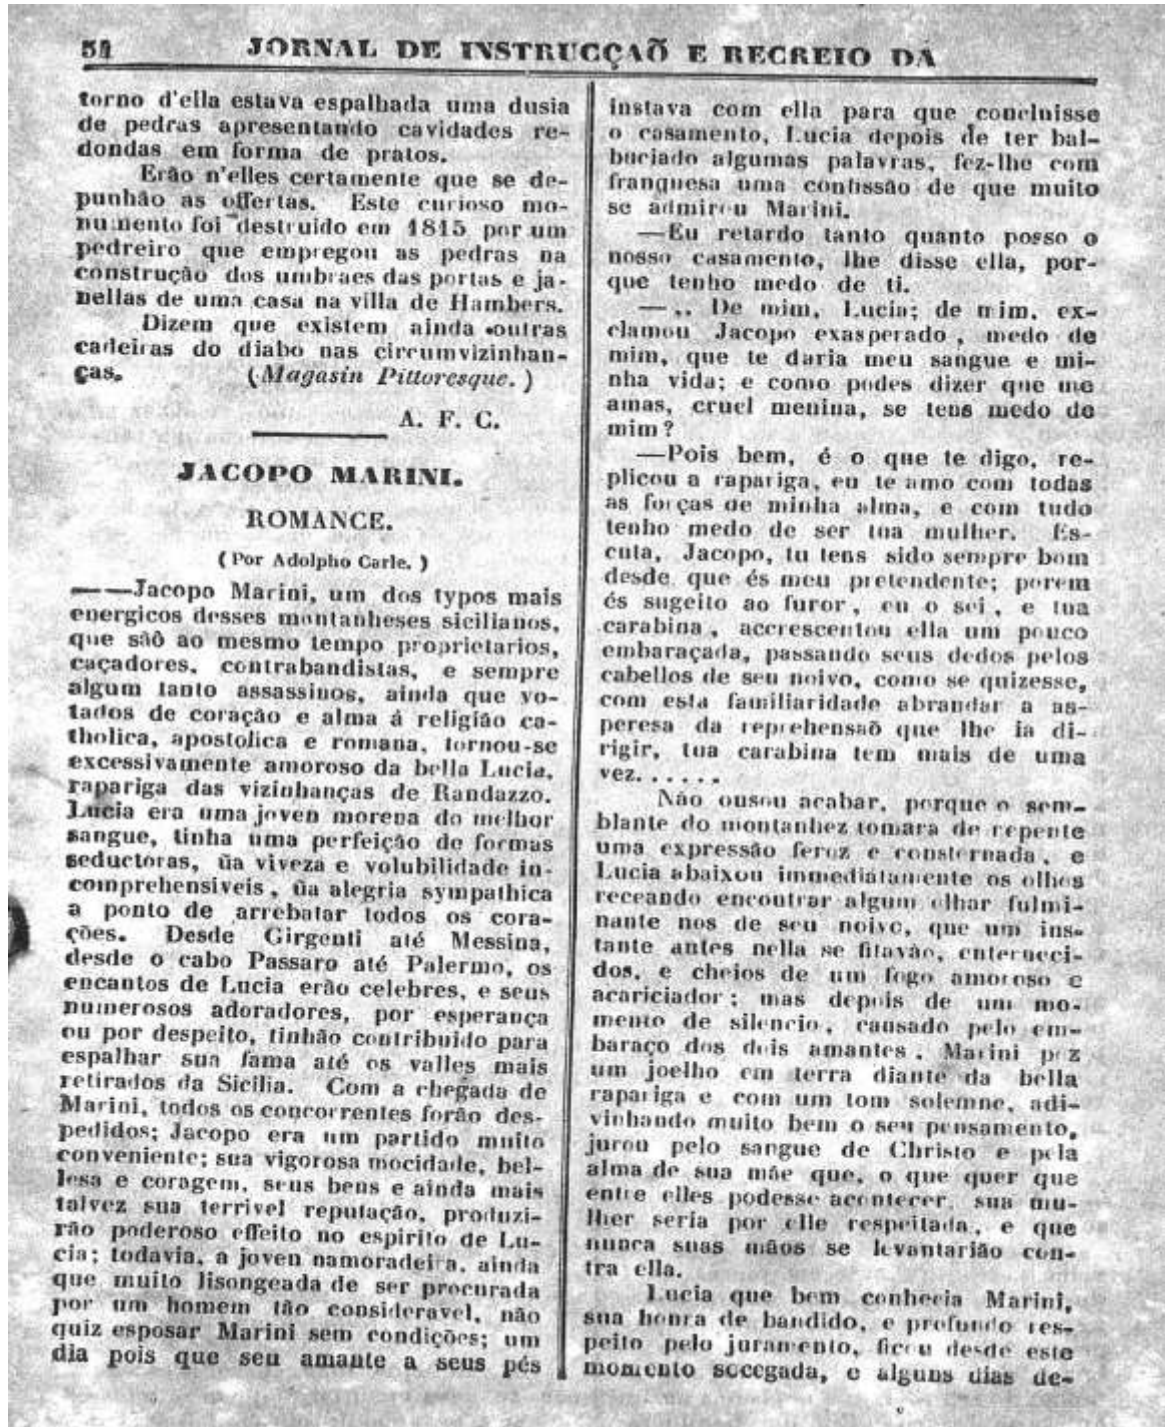 54 JORNAL DE INSTRUCÇAÕ E RECREIO DA
torno d'ella estava espalhada uma dusia
de pedras apresentando cavidades re-
dondas em forma de pratos.
Erão n'elles certamente que se de-
punhão as offertas. Este curioso mo-
numento foi destruido em 1815 por um
pedreiro que empregou as pedras na
construção dos umbraes das portas e ja-
nellas de uma casa na villa de Hambers.
Dizem que existem ainda outras
cadeiras do diabo nas circumvizinhan-
ças. (Magasin Pittoresque.)
A. F. C.
JACOPO MARINI.
ROMANCE.
(Por Adolpho Carle.)
——Jacopo Marini, um dos typos mais
energicos desses montanheses sicilianos,
que saõ ao mesmo tempo proprietarios,
caçadores, contrabandistas, e sempre
algum tanto assassinos, ainda que vo-
tados de coração e alma á religião ca-
tholica, apostolica e romana, tornou-se
excessivamente amoroso da bella Lucia,
rapariga das vizinhanças de Randazzo.
Lucia era uma joven morena do melhor
sangue, tinha uma perfeição de formas
seductoras, ũa viveza e volubilidade in-
comprehensiveis, ũa alegria sympathica
a ponto de arrebatar todos os cora-
ções. Desde Girgenti até Messina,
desde o cabo Passaro até Palermo, os
encantos de Lucia erão celebres, e seus
numerosos adoradores, por esperança
ou por despeito, tinhão contribuido para
espalhar sua fama até os valles mais
retirados da Sicilia. Com a chegada de
Marini, todos os concorrentes forão des-
pedidos; Jacopo era um partido muito
conveniente; sua vigorosa mocidade, bel-
lesa e coragem, seus bens e ainda mais
talvez sua terrivel reputação, produzi-
rão poderoso effeito no espirito de Lu-
cia; todavia, a joven namoradeira, ainda
que muito lisongeada de ser procurada
por um homem tão consideravel, não
quiz esposar Marini sem condições; um
dia pois que seu amante a seus pés
instava com ella para que concluisse
o casamento, Lucia depois de ter bal-
buciado algumas palavras, fez-lhe com
franquesa uma confissão de que muito
se admirou Marini.
—Eu retardo tanto quanto posso o
nosso casamento, lhe disse ella, por-
que tenho medo de ti.
—,. De mim, Lucia; de mim, ex-
clamou Jacopo exasperado, medo de
mim, que te daria meu sangue e mi-
nha vida; e como podes dizer que me
amas, cruel menina, se tens medo de
mim?
—Pois bem, é o que te digo, re-
plicou a rapariga, eu te amo com todas
as forças de minha alma, e com tudo
tenho medo de ser tua mulher. Es-
cuta, Jacopo, tu tens sido sempre bom
desde que és meu pretendente; porem
és sugeito ao furor, eu o sei, e tua
carabina, accrescentou ella um pouco
embaraçada, passando seus dedos pelos
cabellos de seu noivo, como se quizesse,
com esta familiaridade abrandar a as-
peresa da reprehensaõ que lhe ia di-
rigir, tua carabina tem mais de uma
vez......
Não ousou acabar, porque o sem-
blante do montanhez tomara de repente
uma expressão feroz e consternada, e
Lucia abaixou immediatamente os olhos
receando encontrar algum olhar fulmi-
nante nos de seu noivo, que um ins-
tante antes nella se fitavão, enterneci-
dos, e cheios de um fogo amoroso e
acariciador; mas depois de um mo-
mento de silencio, causado pelo em-
baraço dos dois amantes, Marini poz
um joelho em terra diante da bella
rapariga e com um tom solemne, adi-
vinhando muito bem o seu pensamento,
jurou pelo sangue de Christo e pela
alma de sua mãe que, o que quer que
entre elles podesse acontecer, sua mu-
lher seria por elle respeitada, e que
nunca suas mãos se levantarião con-
tra ella.
Lucia que bem conhecia Marini,
sua honra de bandido, e profundo res-
peito pelo juramento, ficou desde este
momento socegada, e alguns dias de-